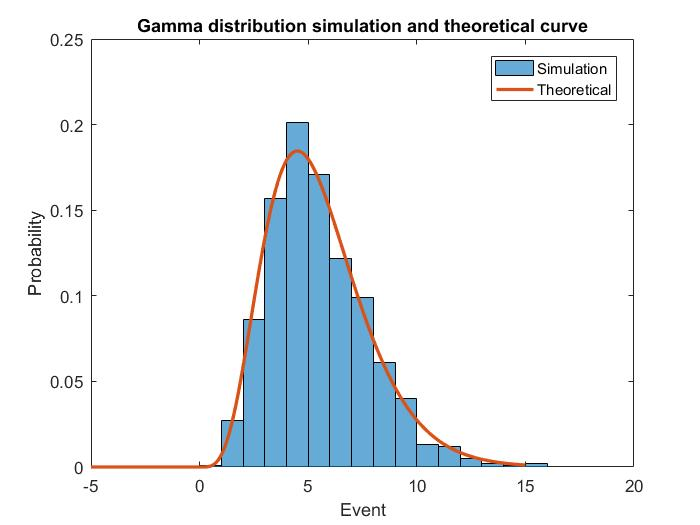 Gamma distribution simulation and theoretical curve
0.25
0.2
0.15
0.1
0.05
0
Probability
Simulation
Theoretical
-5 0 5 10 15 20
Event